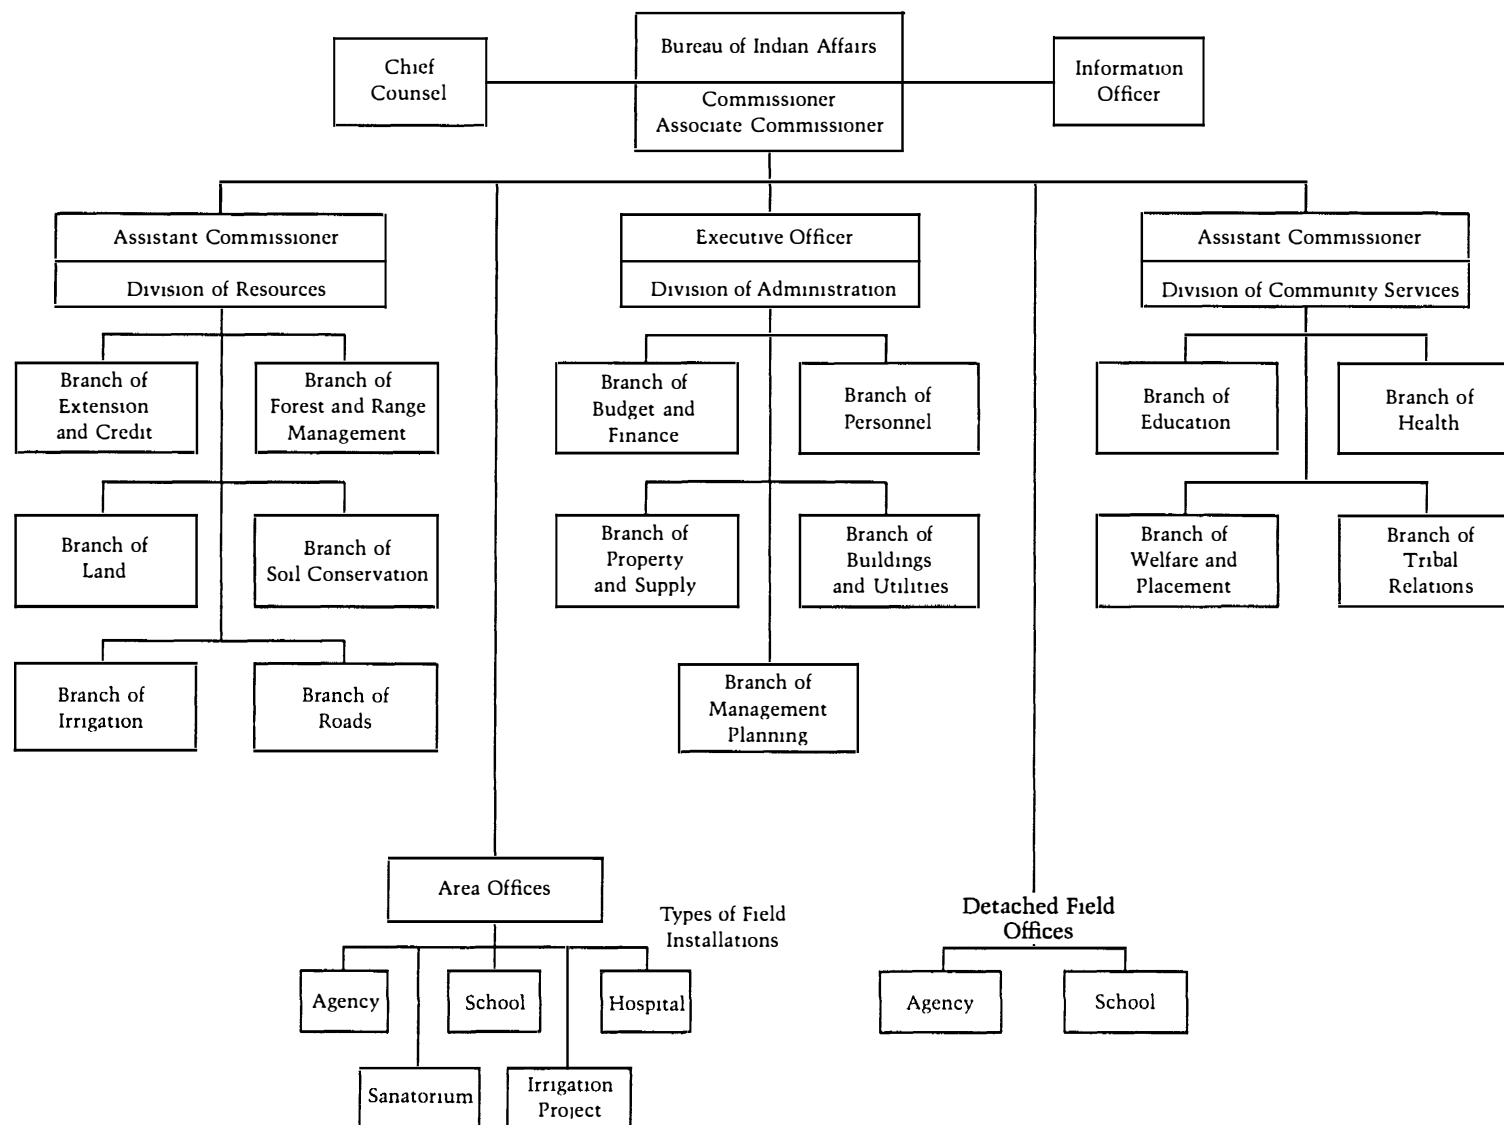 Bureau of Indian Affairs
Chief
Counsel
Information
Officer
Commissioner
Associate Commissioner
Assistant Commissioner
Division of Resources
Executive Officer
Division of Administration
Assistant Commissioner
Division of Community Services
Branch of
Extension
and Credit
Branch of
Forest and Range
Management
Branch of
Budget and
Finance
Branch of
Personnel
Branch of
Education
Branch of
Health
Branch of
Land
Branch of
Soil Conservation
Branch of
Property
and Supply
Branch of
Buildings
and Utilities
Branch of
Welfare and
Placement
Branch of
Tribal
Relations
Branch of
Irrigation
Branch of
Roads
Branch of
Management
Planning
Area Offices
Types of Field
Installations
Detached Field
Offices
Agency
School
Hospital
Agency
School
Sanatorium
Irrigation
Project